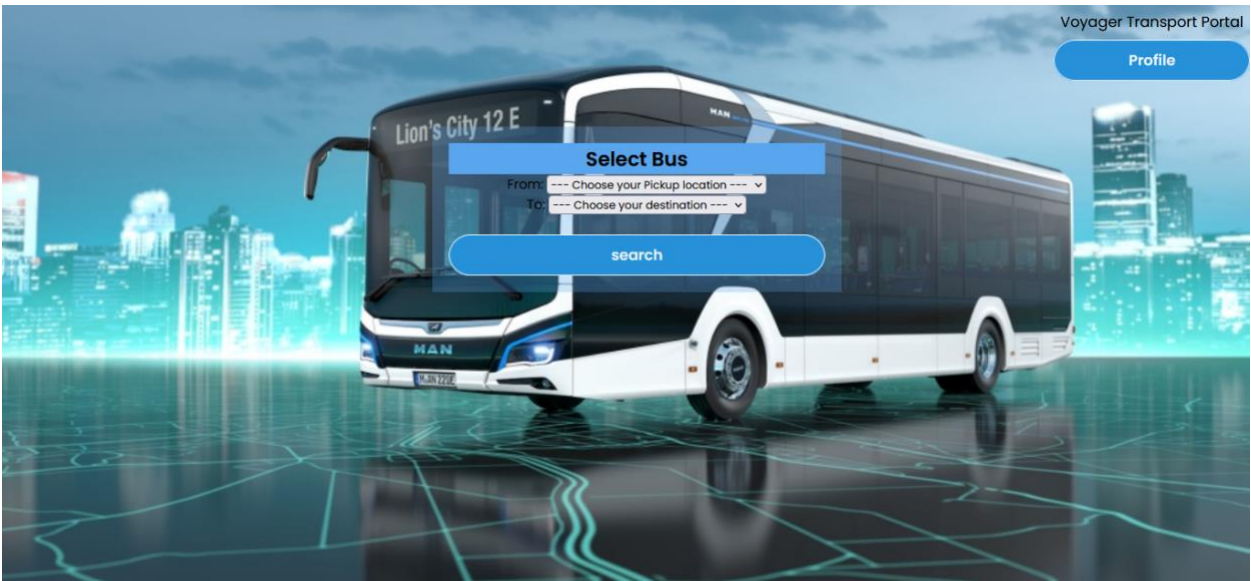 Voyager Transport Portal
Profile
Lion's City 12 E
MAN
Select Bus
From: --- Choose your Pickup location ---
To: --- Choose your destination ---
search
MAN